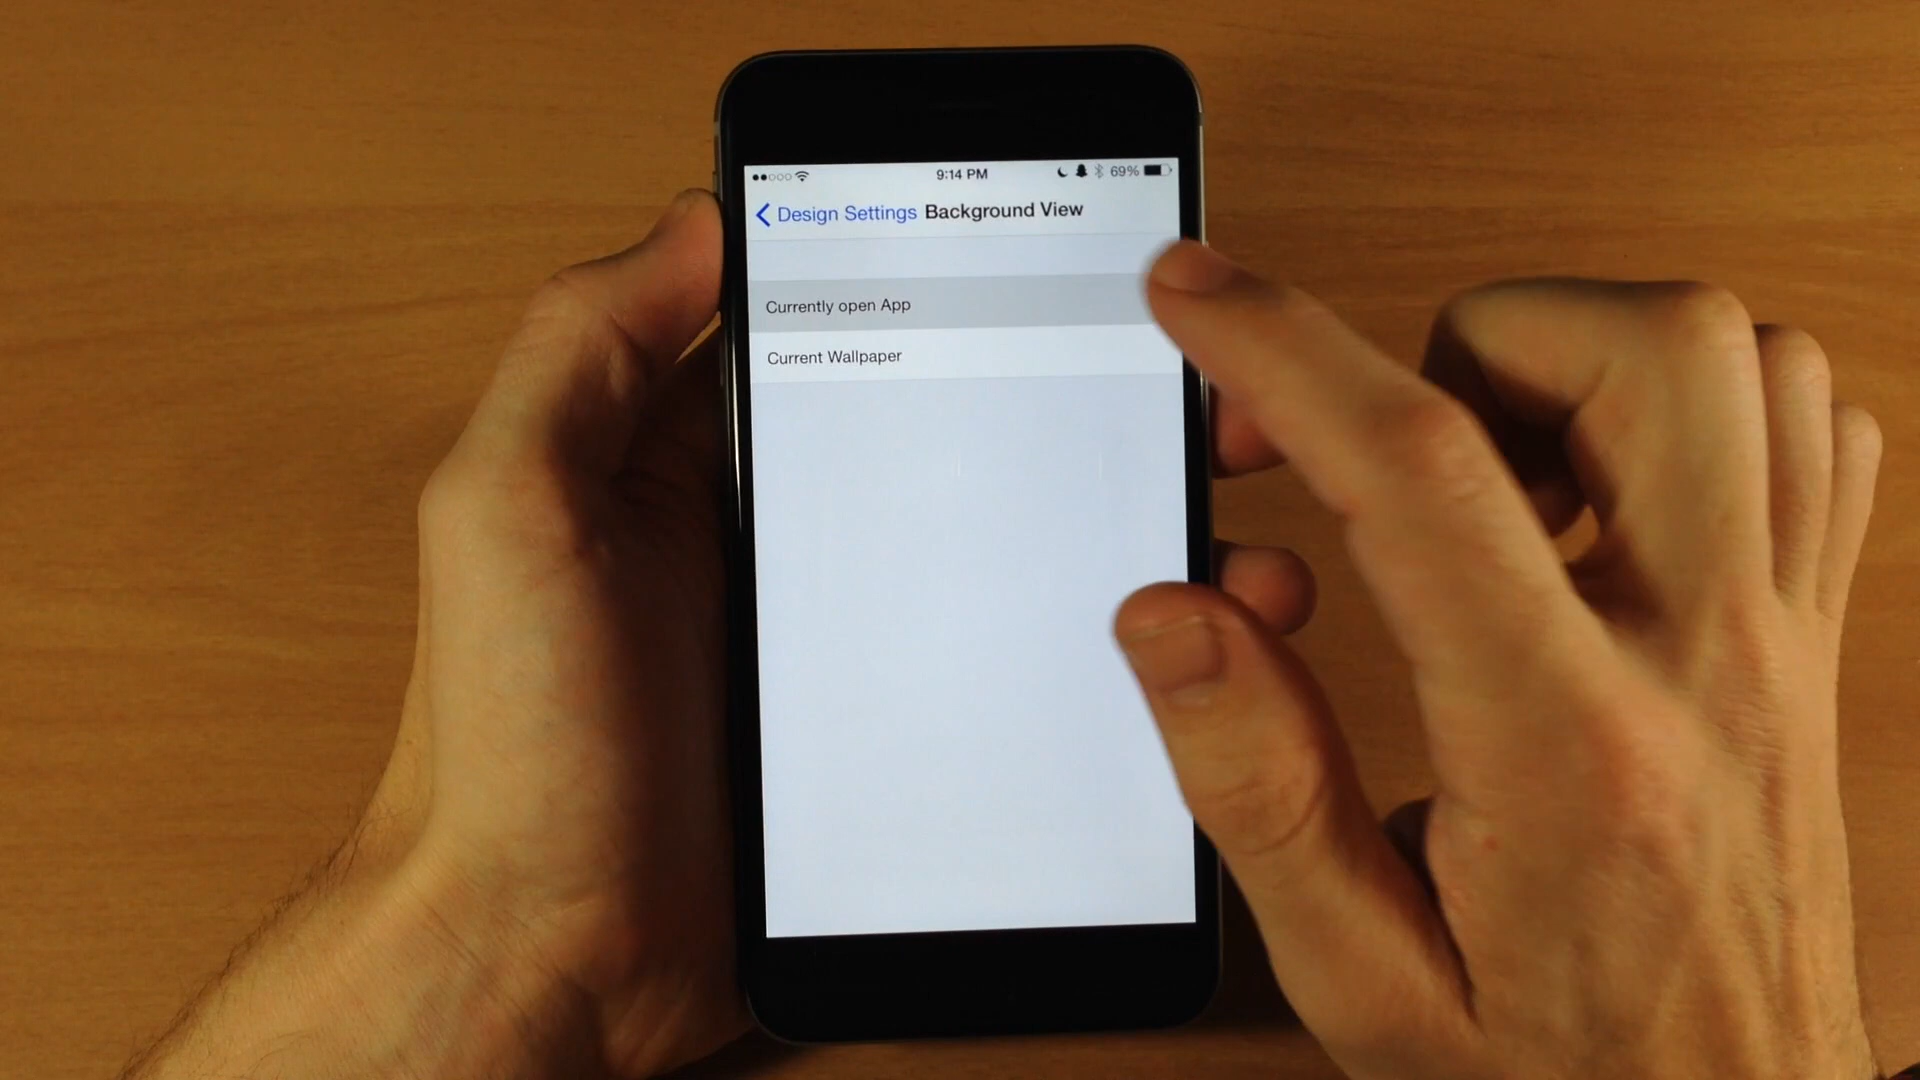 9:14 PM 69%
Design Settings Background View
Currently open App
Current Wallpaper